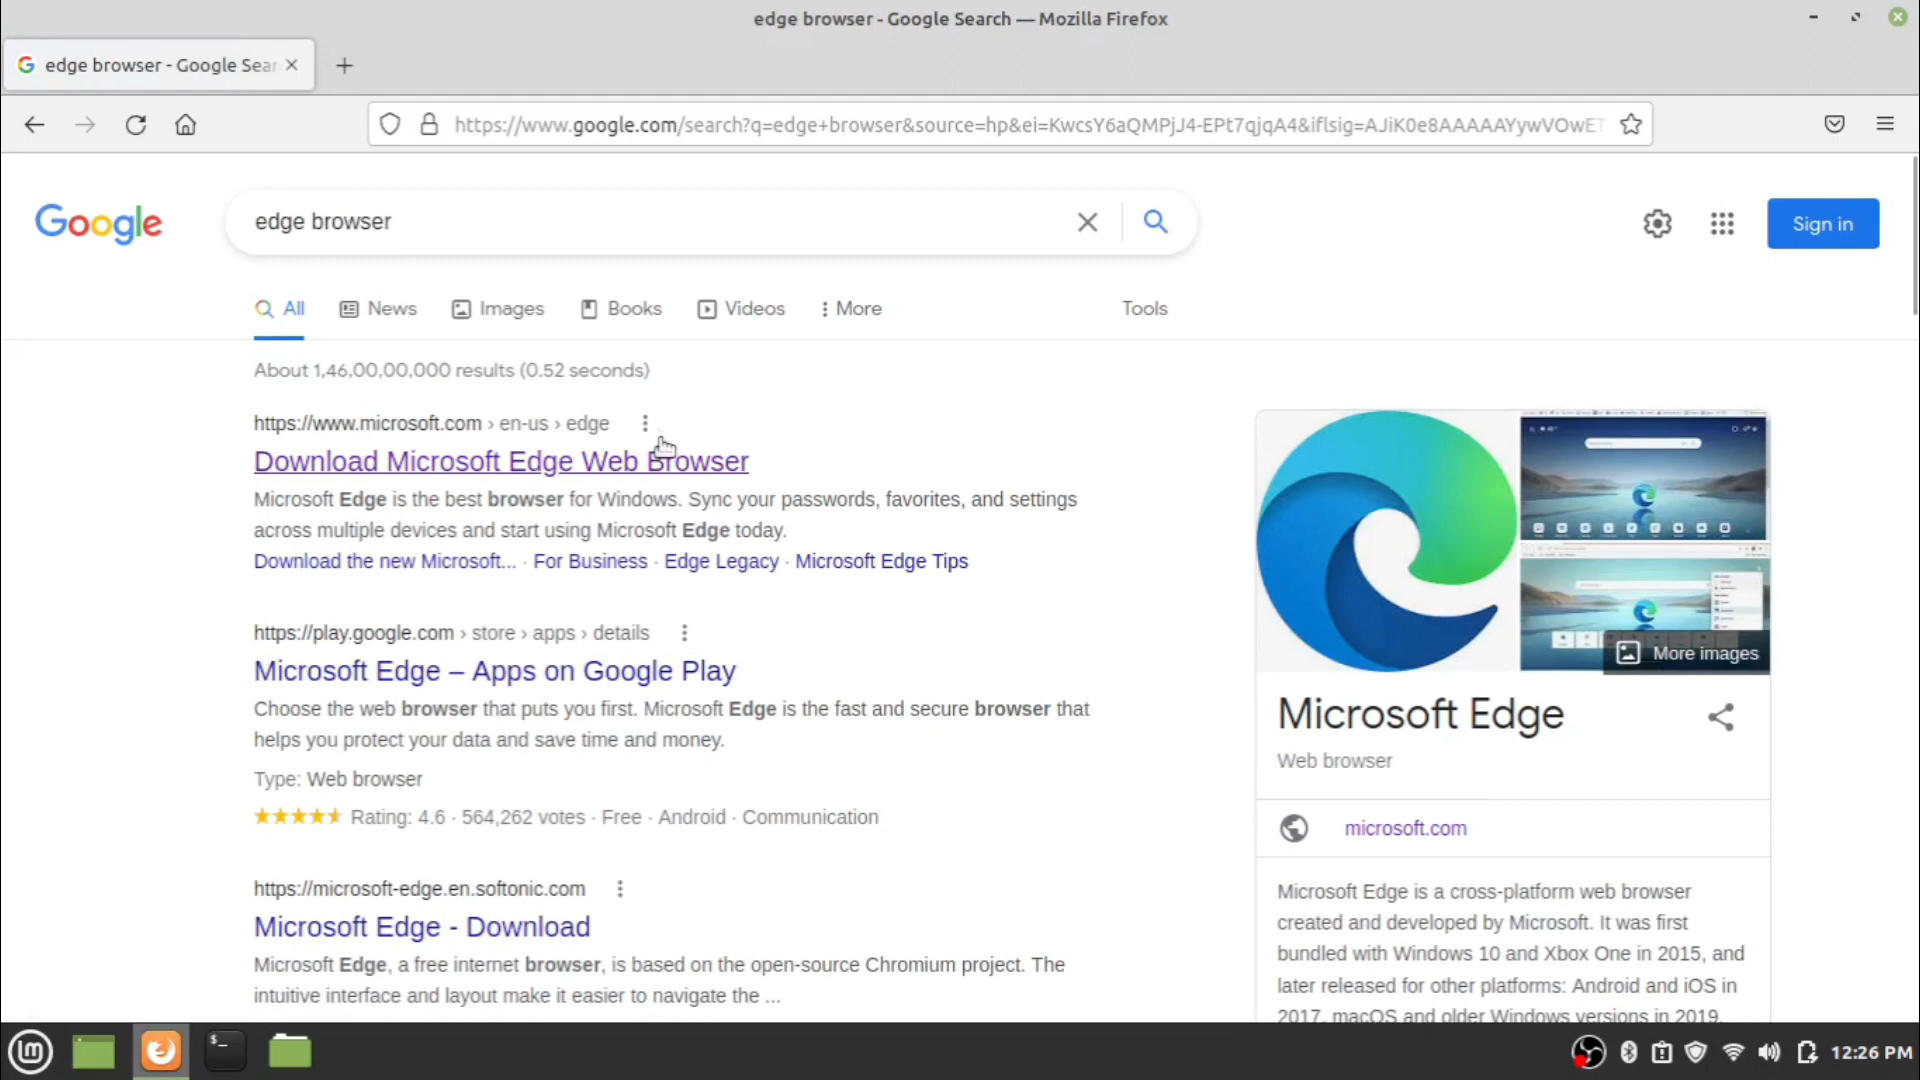 edge browser - Google Search — Mozilla Firefox
edge browser - Google Sear
https://www.google.com/search?q=edge+browser&source=hp&ei=KwcsY6aQMPjJ4-EPt7qjqA4&iflsig=AJiK0e8AAAAAYywVOwET
Google
edge browser
Sign in
All News Images Books Videos More Tools
About 1,46,00,00,000 results (0.52 seconds)
https://www.microsoft.com › en-us › edge
Download Microsoft Edge Web Browser
Microsoft Edge is the best browser for Windows. Sync your passwords, favorites, and settings
across multiple devices and start using Microsoft Edge today.
Download the new Microsoft... · For Business · Edge Legacy · Microsoft Edge Tips
https://play.google.com › store › apps › details
Microsoft Edge – Apps on Google Play
Choose the web browser that puts you first. Microsoft Edge is the fast and secure browser that
helps you protect your data and save time and money.
Type: Web browser
Rating: 4.6 · 564,262 votes · Free · Android · Communication
https://microsoft-edge.en.softonic.com
Microsoft Edge - Download
Microsoft Edge, a free internet browser, is based on the open-source Chromium project. The
intuitive interface and layout make it easier to navigate the ...
More images
Microsoft Edge
Web browser
microsoft.com
Microsoft Edge is a cross-platform web browser
created and developed by Microsoft. It was first
bundled with Windows 10 and Xbox One in 2015, and
later released for other platforms: Android and iOS in
2017, macOS and older Windows versions in 2019,
12:26 PM